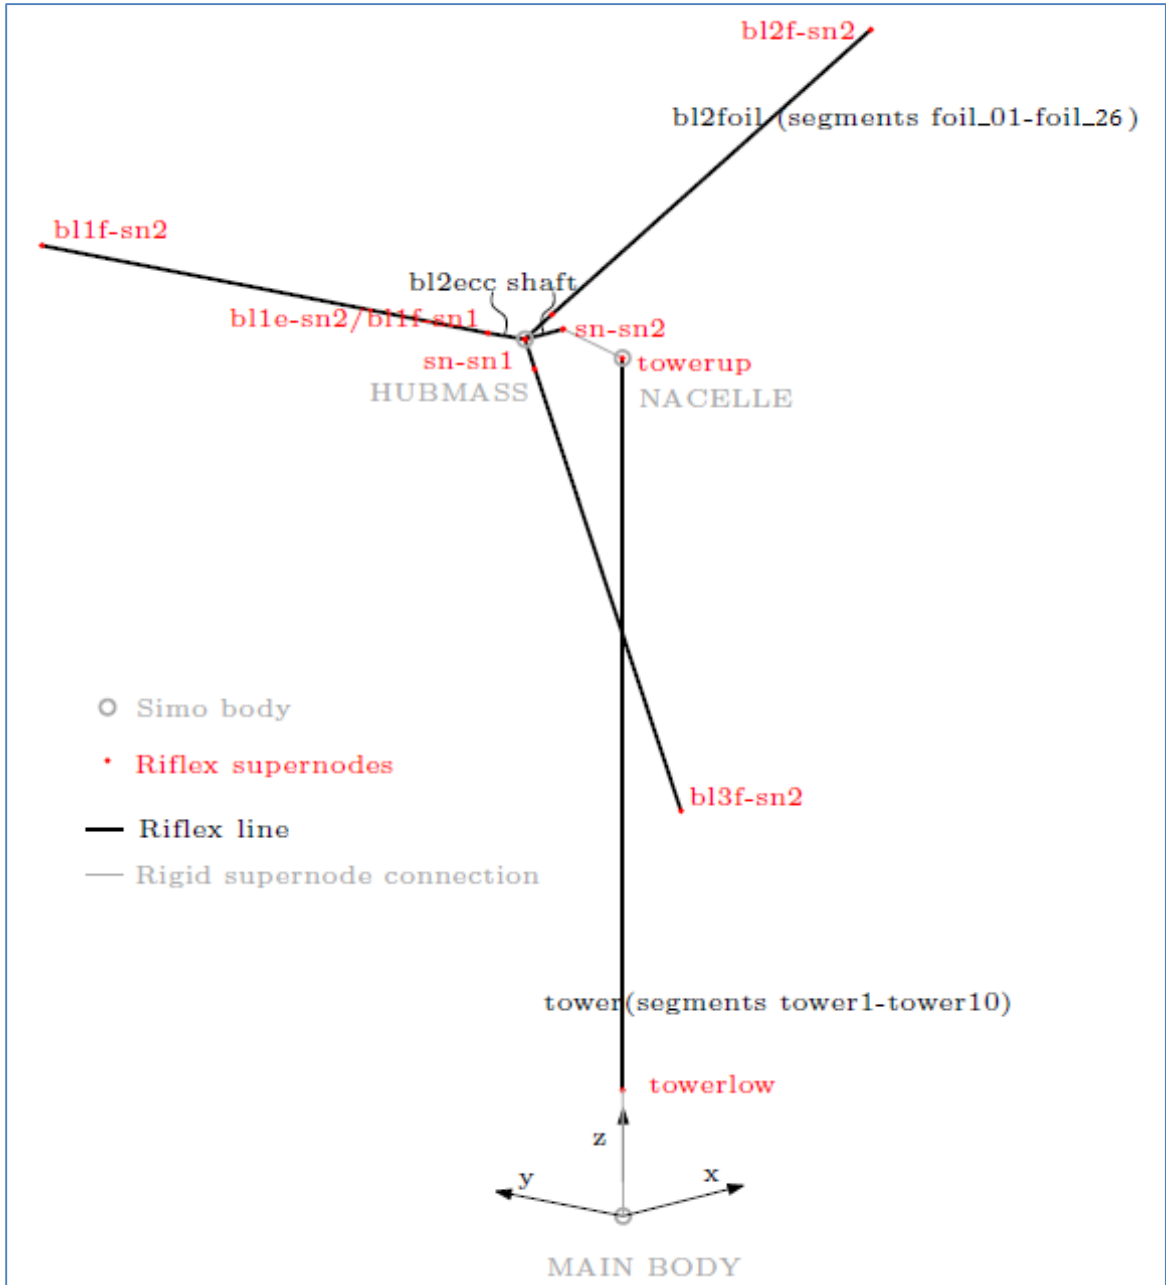 bl2f-sn2
bl2foil (segments foil_01-foil_26)
bl1f-sn2
bl2ecc shaft
bl1e-sn2/bl1f-sn1
sn-sn2
sn-sn1
towerup
HUBMASS
NACELLE
Simo body
Riflex supernodes
bl3f-sn2
Riflex line
Rigid supernode connection
tower(segments tower1-tower10)
towerlow
z
y
x
MAIN BODY